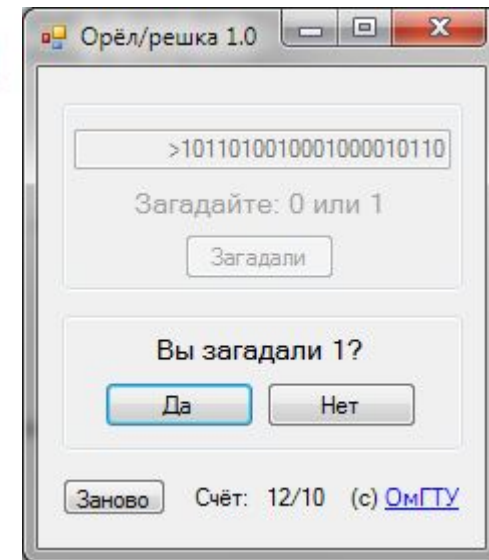 Орёл/решка 1.0
>1011010010001000010110
Загадайте: 0 или 1
Загадали
Вы загадали 1?
Да Нет
Заново Счёт: 12/10 (c) ОмГТУ